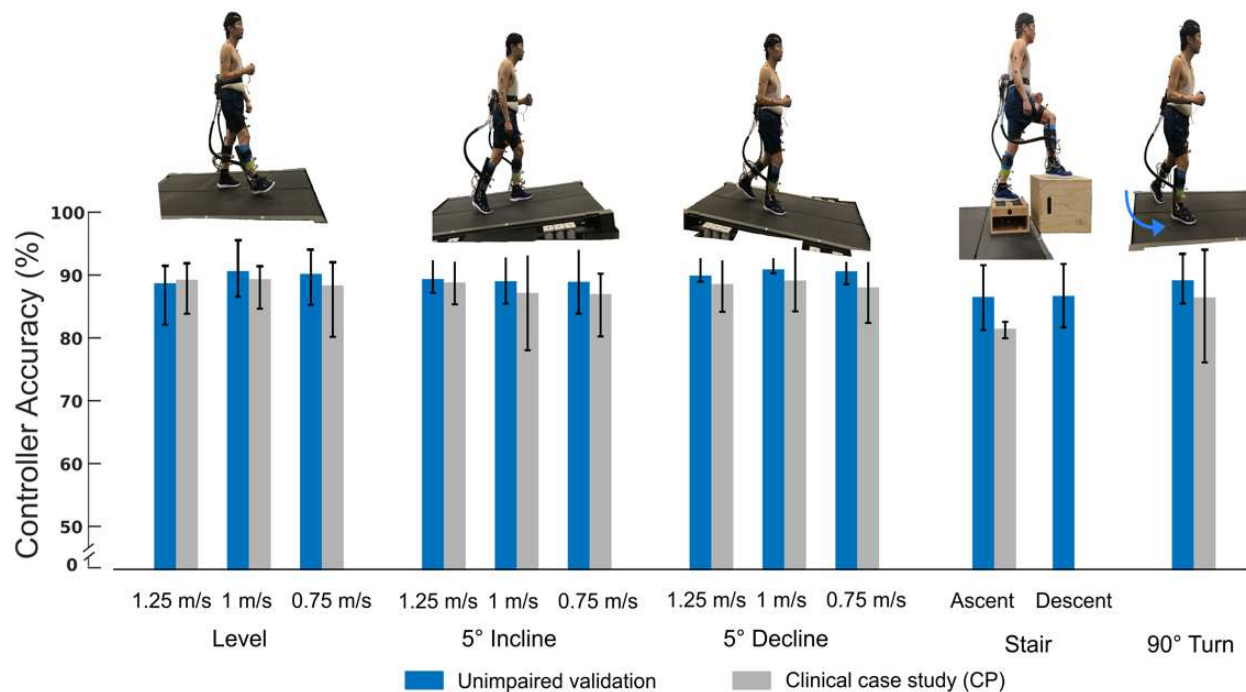 Controller Accuracy (%)
100
90
80
70
60
50
0
1.25 m/s 1 m/s 0.75 m/s 1.25 m/s 1 m/s 0.75 m/s 1.25 m/s 1 m/s 0.75 m/s Ascent Descent
Level 5° Incline 5° Decline Stair 90° Turn
Unimpaired validation Clinical case study (CP)